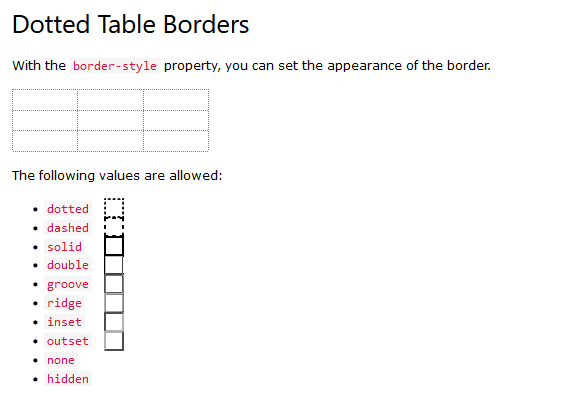 Dotted Table Borders
With the border-style property, you can set the appearance of the border.
The following values are allowed:
dotted
dashed
solid
double
groove
ridge
inset
outset
none
hidden